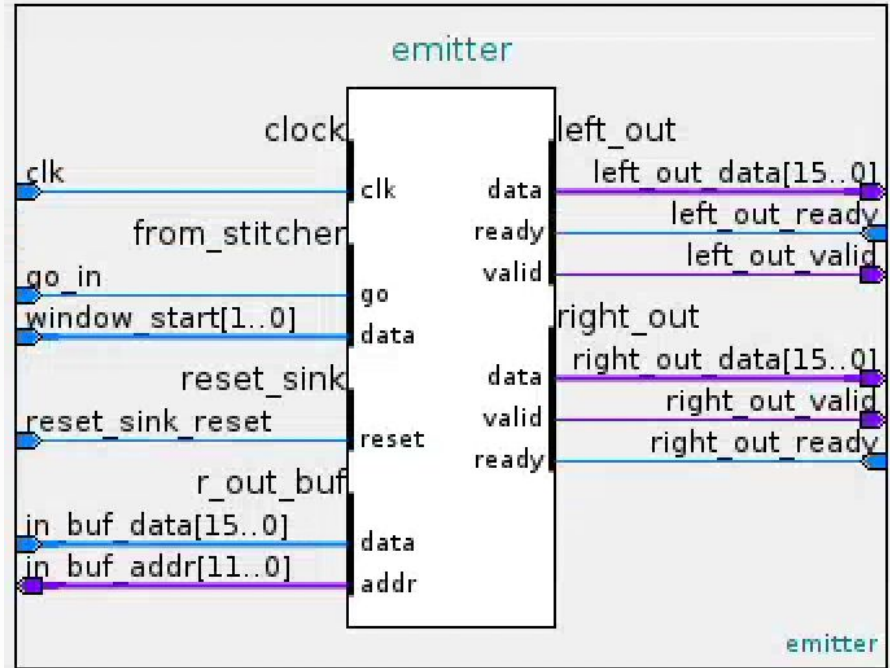 emitter
clock
clk
clk
from_stitcher
go_in
go
window_start[1..0]
data
reset_sink
reset_sink_reset
reset
r_out_buf
in_buf_data[15..0]
data
in_buf_addr[11..0]
addr
left_out
left_out_data[15..0]
data
left_out_ready
ready
left_out_valid
valid
right_out
right_out_data[15..0]
data
right_out_valid
valid
right_out_ready
ready
emitter